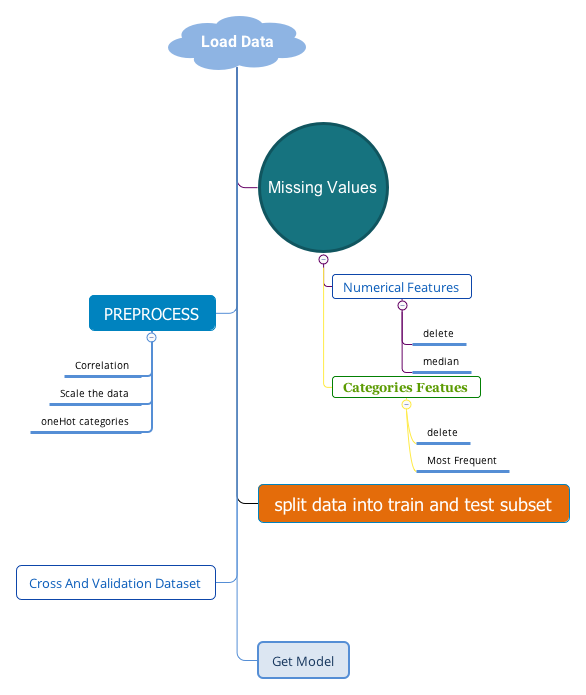 Load Data
Missing Values
Numerical Features
delete
median
Categories Featues
delete
Most Frequent
PREPROCESS
Correlation
Scale the data
oneHot categories
split data into train and test subset
Cross And Validation Dataset
Get Model